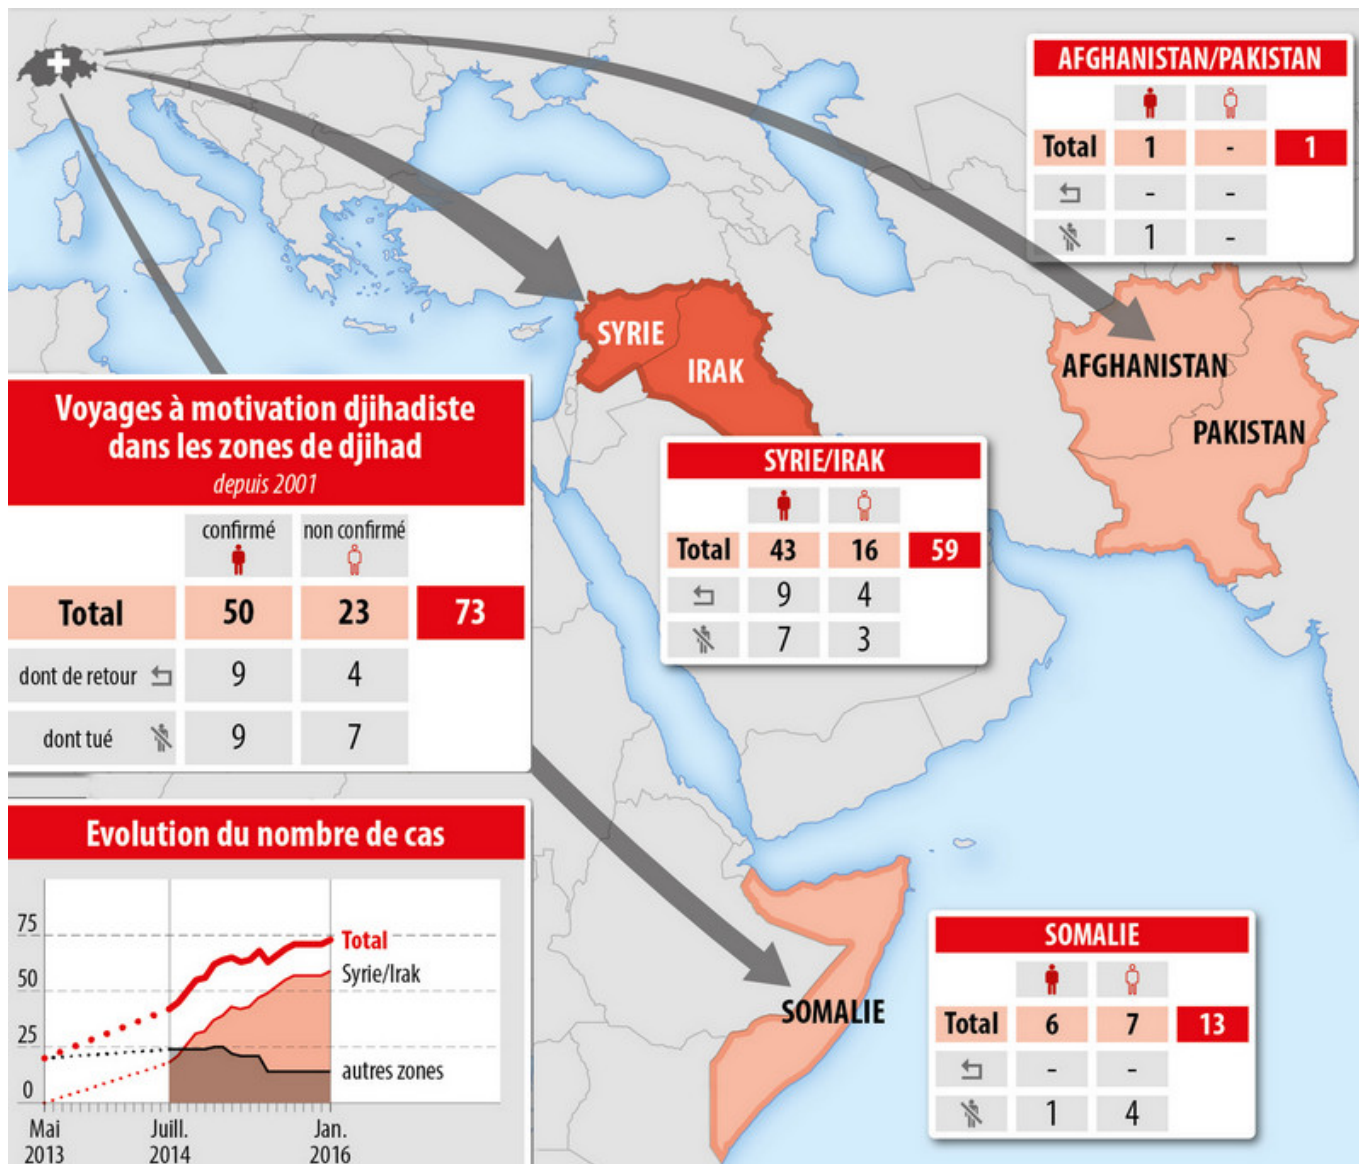 AFGHANISTAN/PAKISTAN
Total 1 - 1
- -
1 -
SYRIE
IRAK
AFGHANISTAN
PAKISTAN
Voyages à motivation djihadiste
dans les zones de djihad
depuis 2001
confirmé non confirmé
Total 50 23 73
dont de retour 9 4
dont tué 9 7
SYRIE/IRAK
Total 43 16 59
9 4
7 3
Evolution du nombre de cas
75
50
25
0
Total
Syrie/Irak
autres zones
Mai
2013
Juill.
2014
Jan.
2016
SOMALIE
SOMALIE
Total 6 7 13
- -
1 4